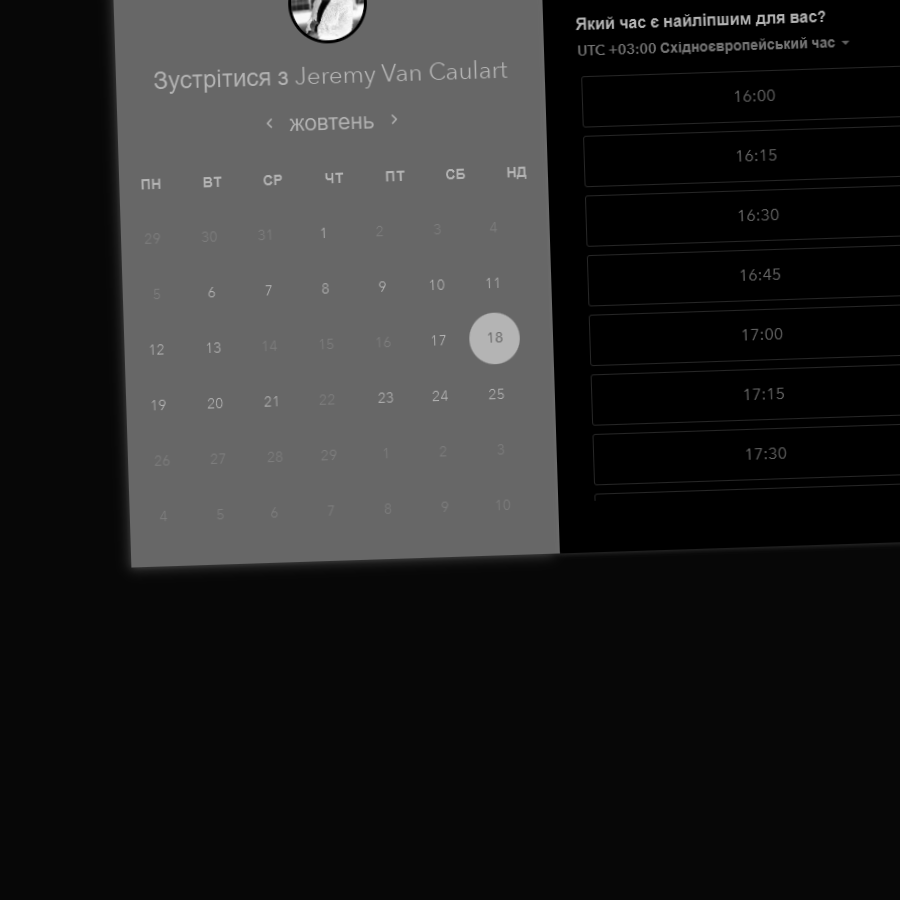 Зустрітися з Jeremy Van Caulart
‹ жовтень ›
ПН ВТ СР ЧТ ПТ СБ НД
29 30 31 1 2 3 4
5 6 7 8 9 10 11
12 13 14 15 16 17 18
19 20 21 22 23 24 25
26 27 28 29 1 2 3
4 5 6 7 8 9 10
Який час є найліпшим для вас?
UTC +03:00 Східноєвропейський час
16:00
16:15
16:30
16:45
17:00
17:15
17:30